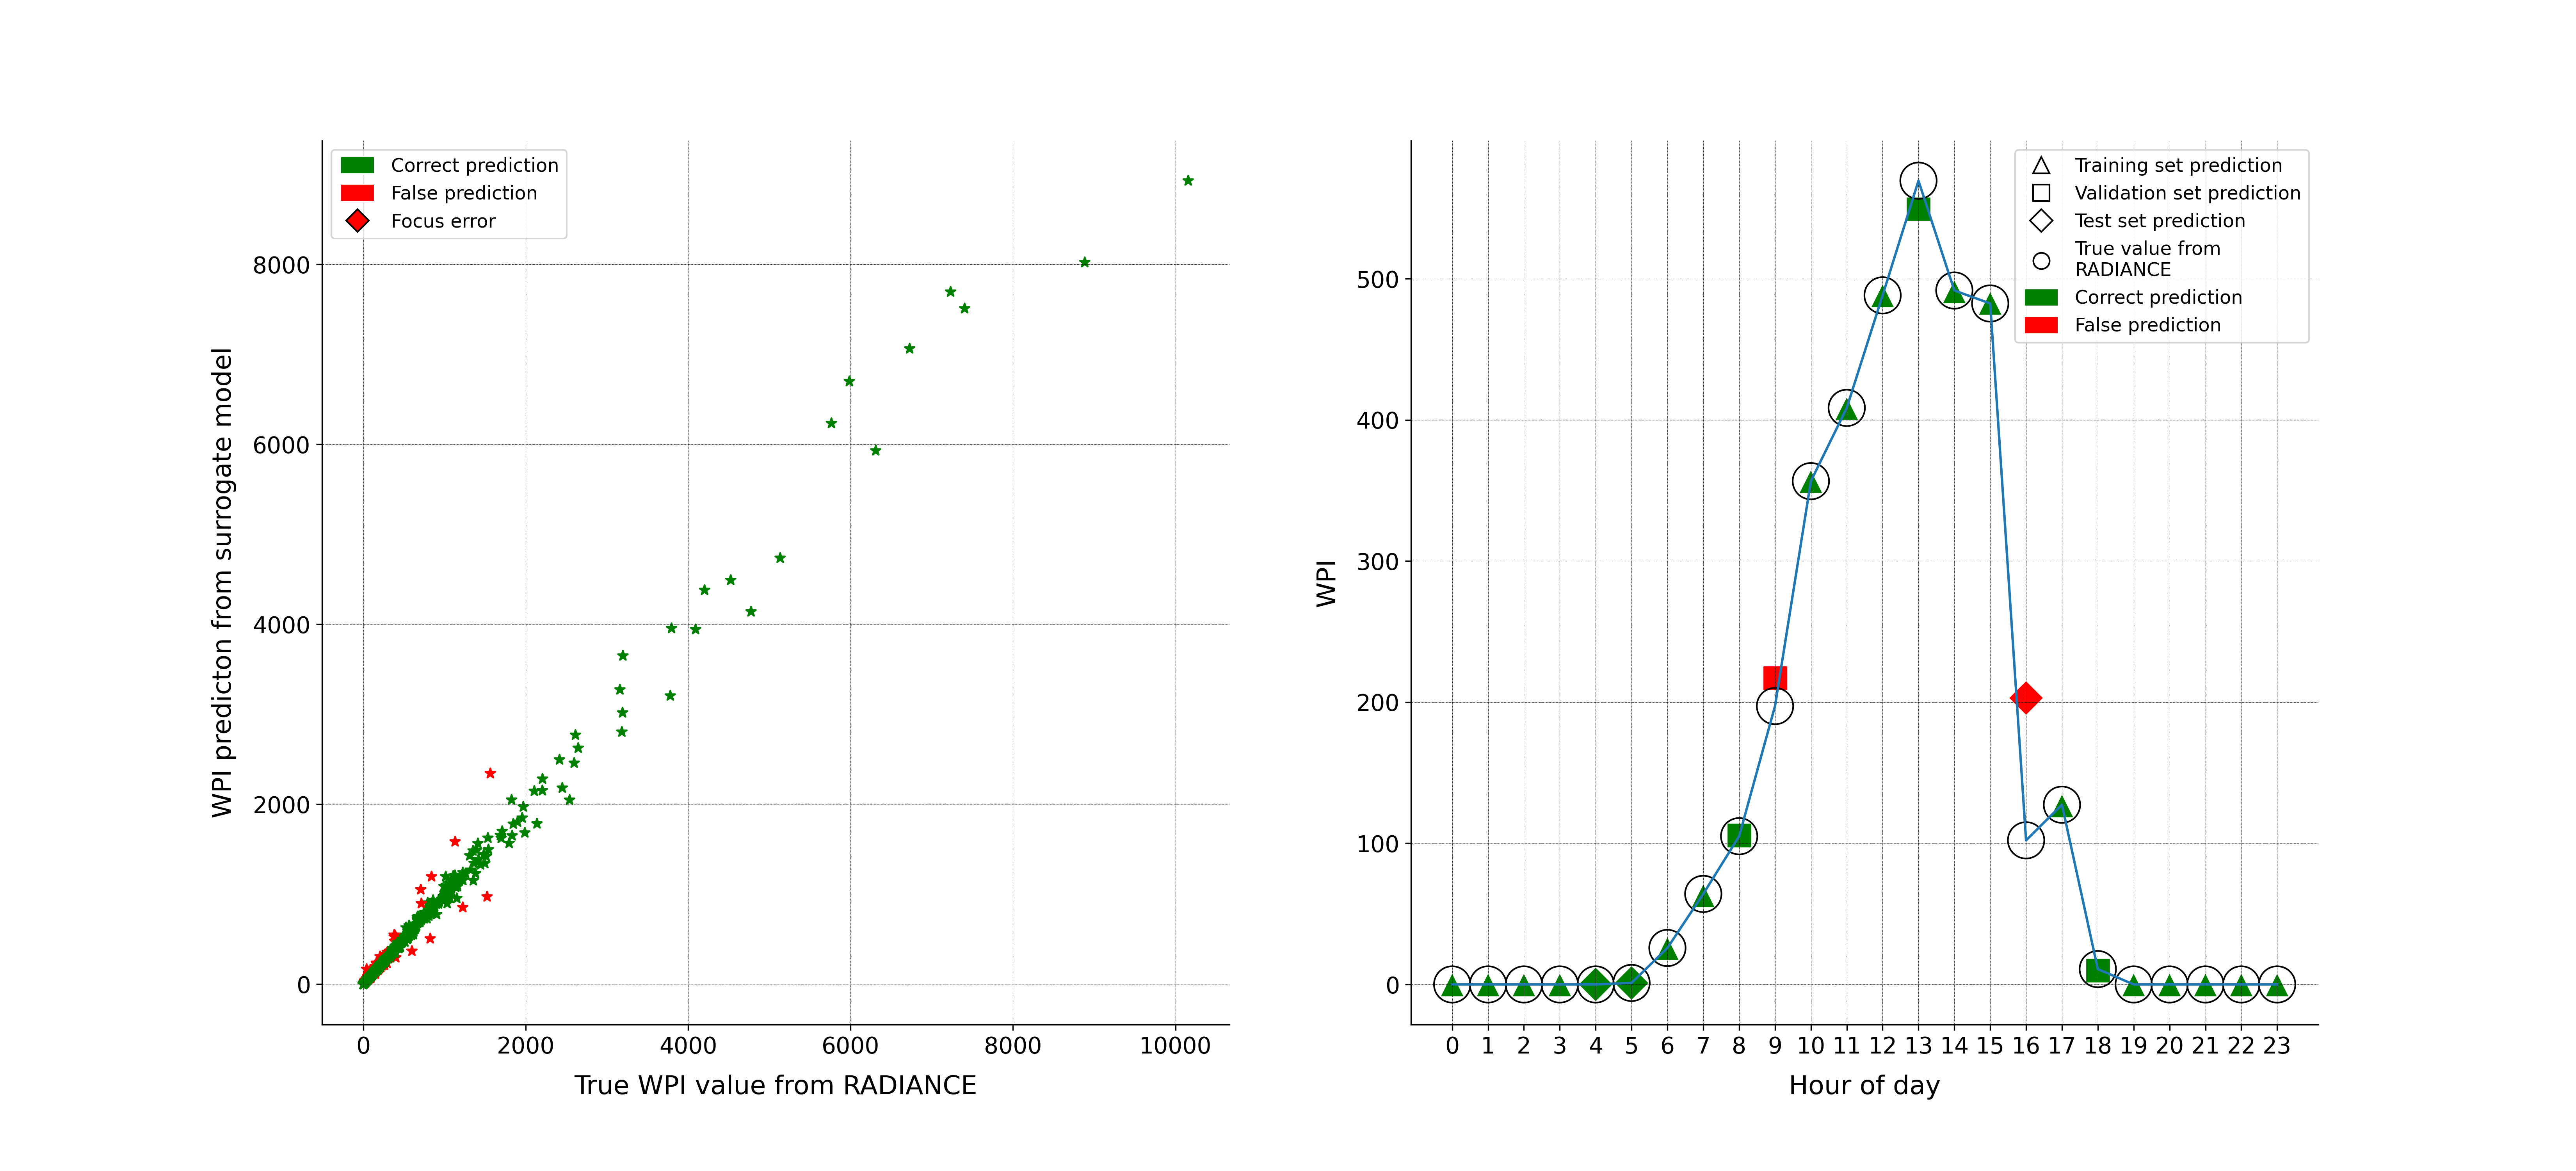 Correct prediction
False prediction
Focus error
8000
6000
4000
2000
0
WPI predicton from surrogate model
0 2000 4000 6000 8000 10000
True WPI value from RADIANCE
Training set prediction
Validation set prediction
Test set prediction
True value from
RADIANCE
Correct prediction
False prediction
500
400
300
200
100
0
WPI
0 1 2 3 4 5 6 7 8 9 10 11 12 13 14 15 16 17 18 19 20 21 22 23
Hour of day